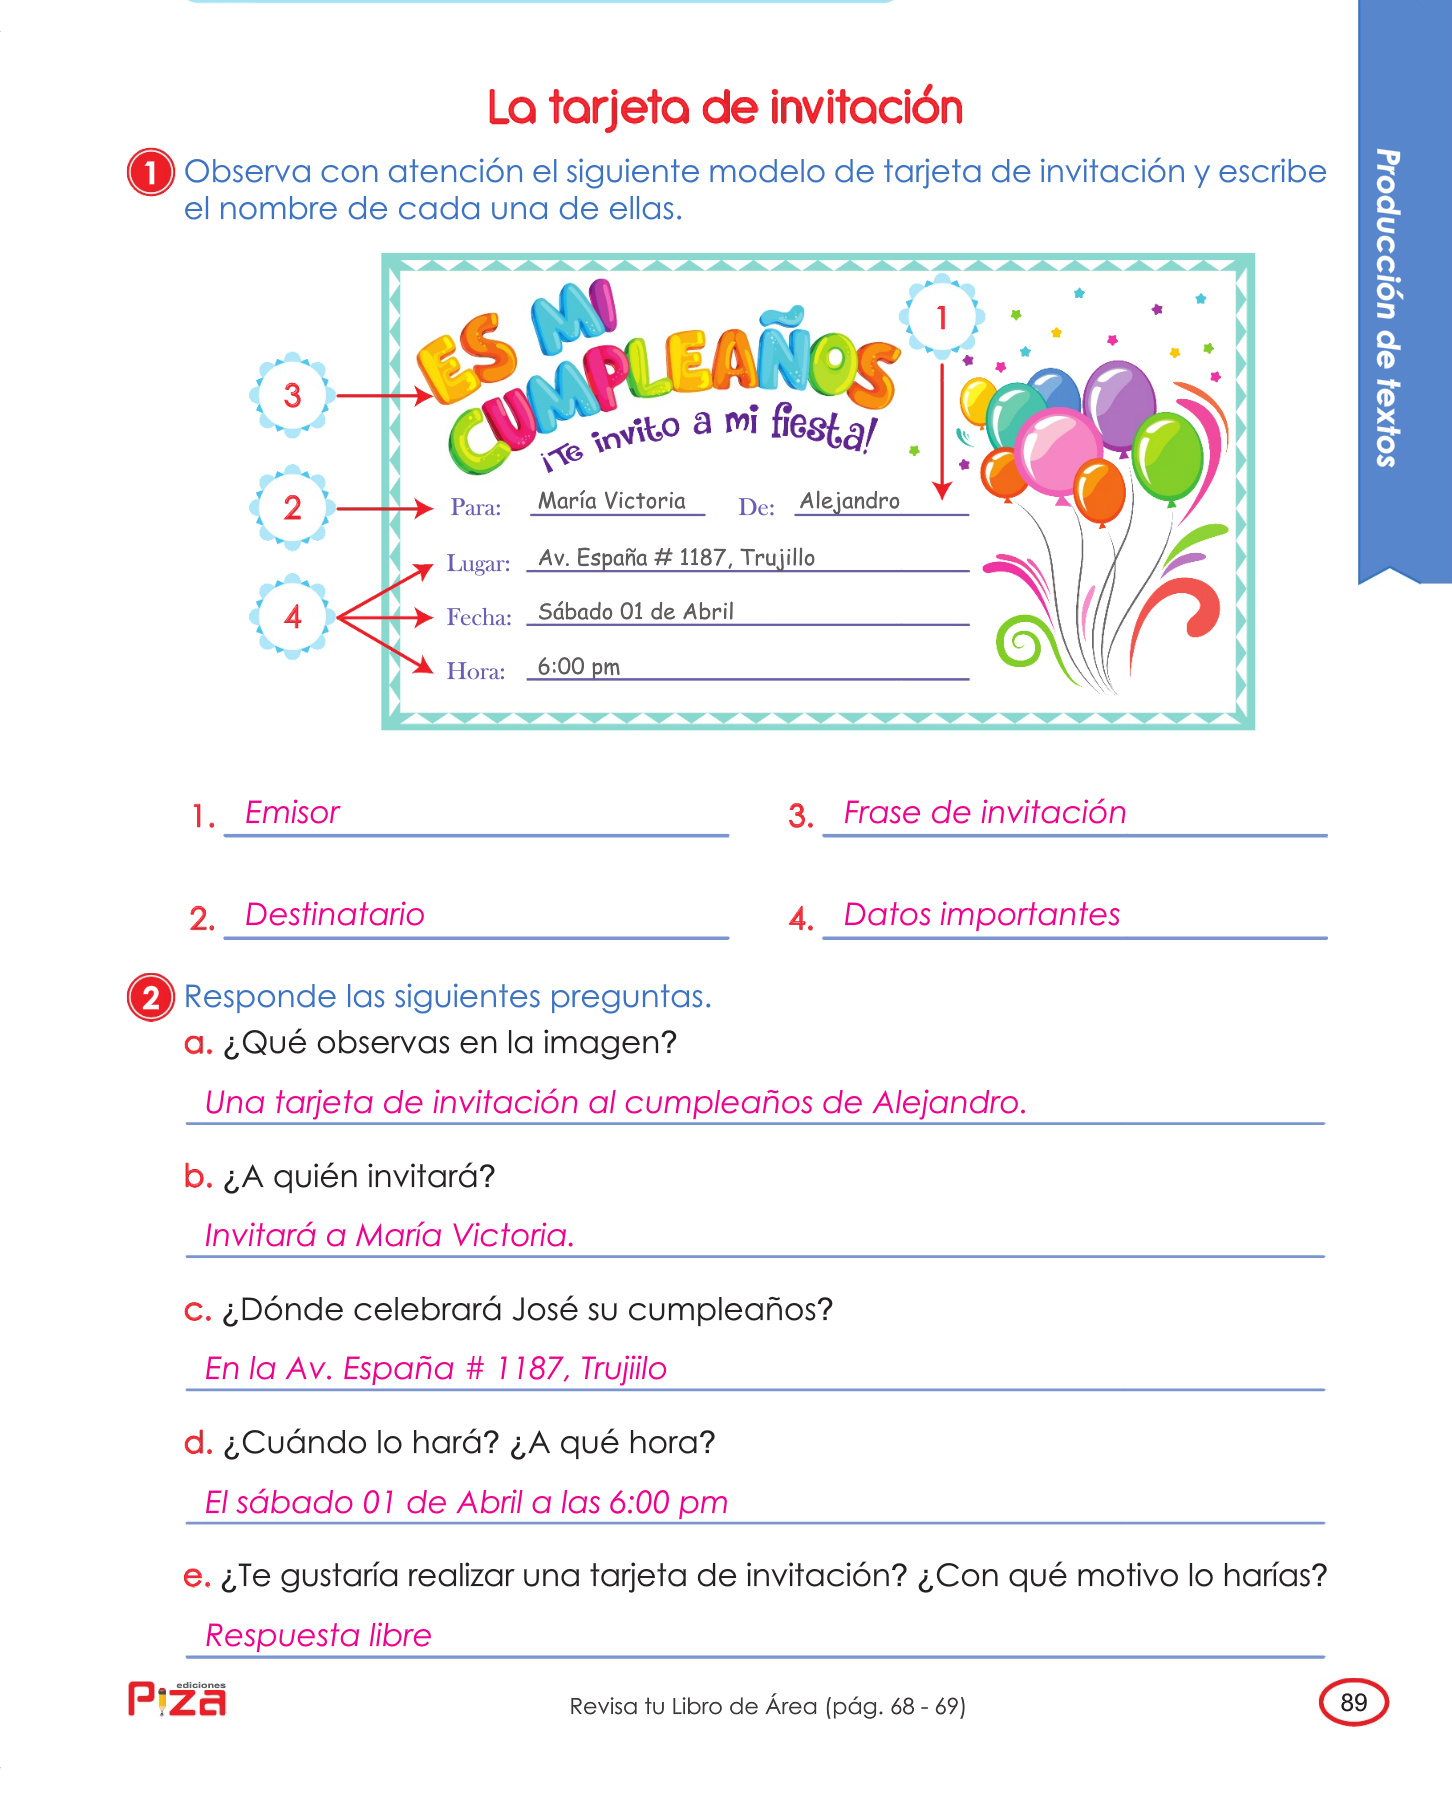 La tarjeta de invitación
1 Observa con atención el siguiente modelo de tarjeta de invitación y escribe
el nombre de cada una de ellas.
Producción de textos
ES MI
CUMPLEAÑOS
¡Te invito a mi fiesta!
1
3
2
4
Para: María Victoria De: Alejandro
Lugar: Av. España # 1187, Trujillo
Fecha: Sábado 01 de Abril
Hora: 6:00 pm
1. Emisor
3. Frase de invitación
2. Destinatario
4. Datos importantes
2 Responde las siguientes preguntas.
a. ¿Qué observas en la imagen?
Una tarjeta de invitación al cumpleaños de Alejandro.
b. ¿A quién invitará?
Invitará a María Victoria.
c. ¿Dónde celebrará José su cumpleaños?
En la Av. España # 1187, Trujiilo
d. ¿Cuándo lo hará? ¿A qué hora?
El sábado 01 de Abril a las 6:00 pm
e. ¿Te gustaría realizar una tarjeta de invitación? ¿Con qué motivo lo harías?
Respuesta libre
ediciones
Piza
Revisa tu Libro de Área (pág. 68 - 69)
89